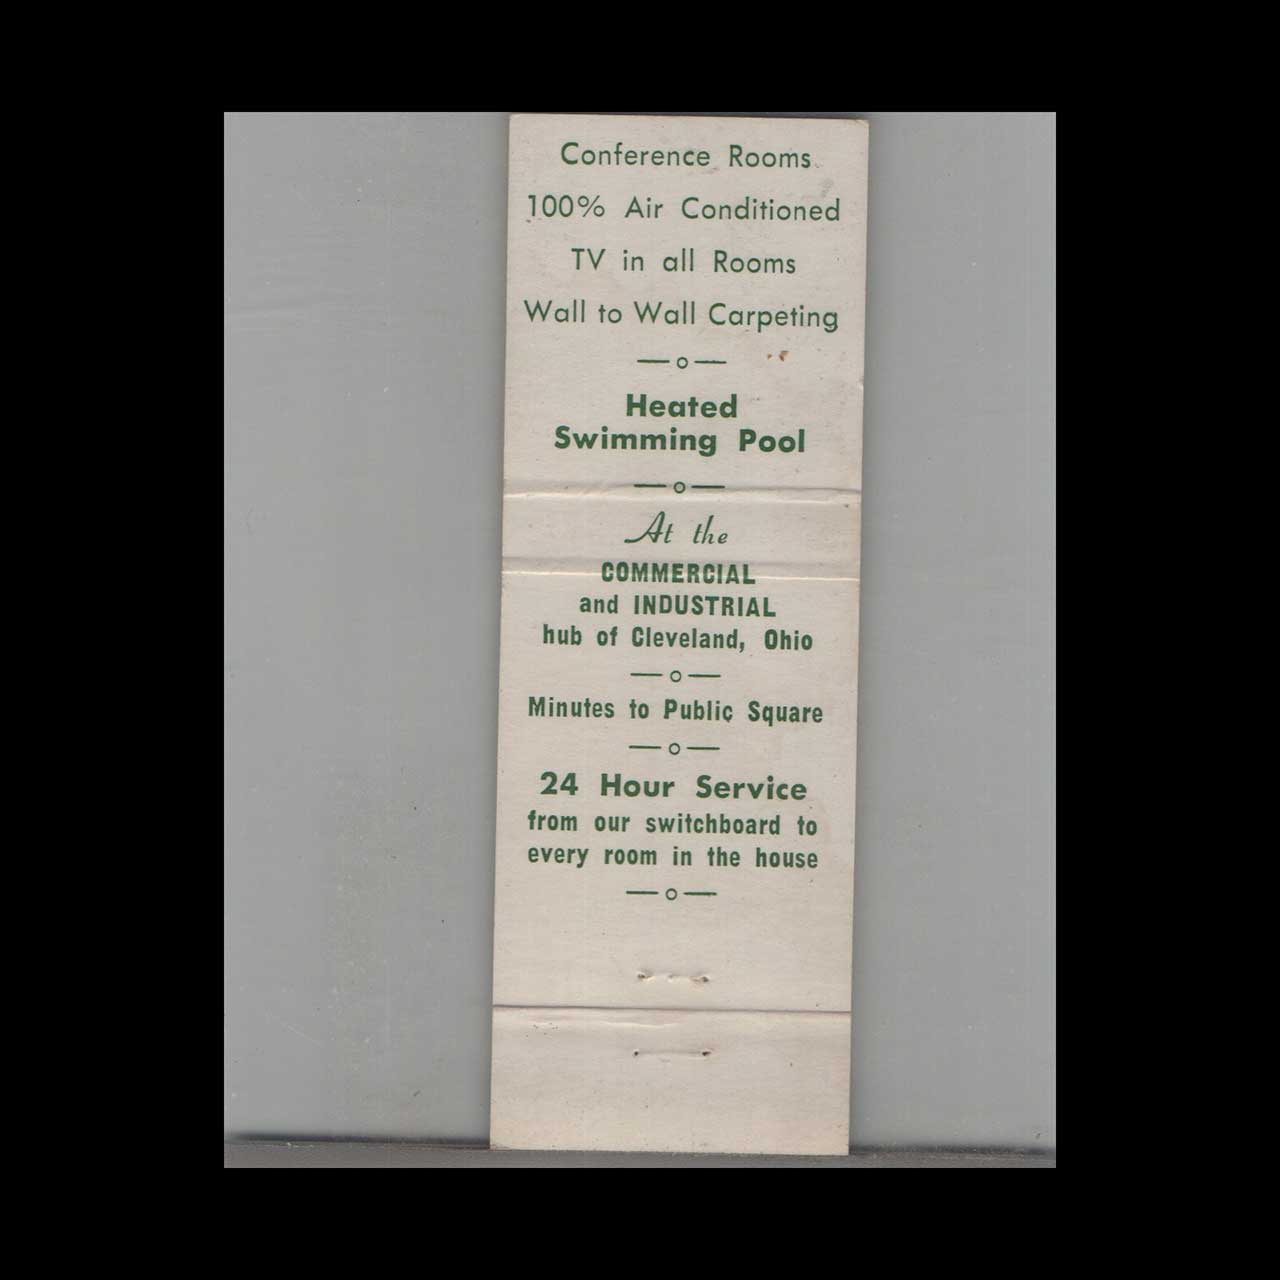 Conference Rooms
100% Air Conditioned
TV in all Rooms
Wall to Wall Carpeting
Heated
Swimming Pool
At the
COMMERCIAL
and INDUSTRIAL
hub of Cleveland, Ohio
Minutes to Public Square
24 Hour Service
from our switchboard to
every room in the house